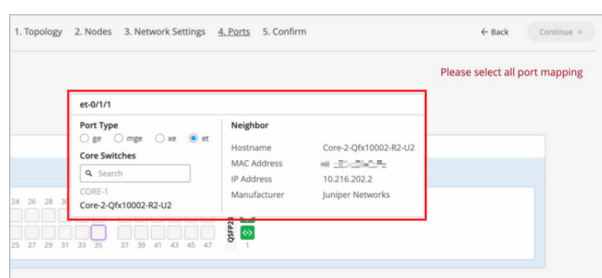 1. Topology 2. Nodes 3. Network Settings 4. Ports 5. Confirm ← Back Continue →
Please select all port mapping
et-0/1/1
Port Type
ge mge xe et
Core Switches
Search
CORE-1
Core-2-Qfx10002-R2-U2
Neighbor
Hostname Core-2-Qfx10002-R2-U2
MAC Address
IP Address 10.216.202.2
Manufacturer Juniper Networks
24 26 28 30
25 27 29 31 33 35 37 39 41 43 45 47 1